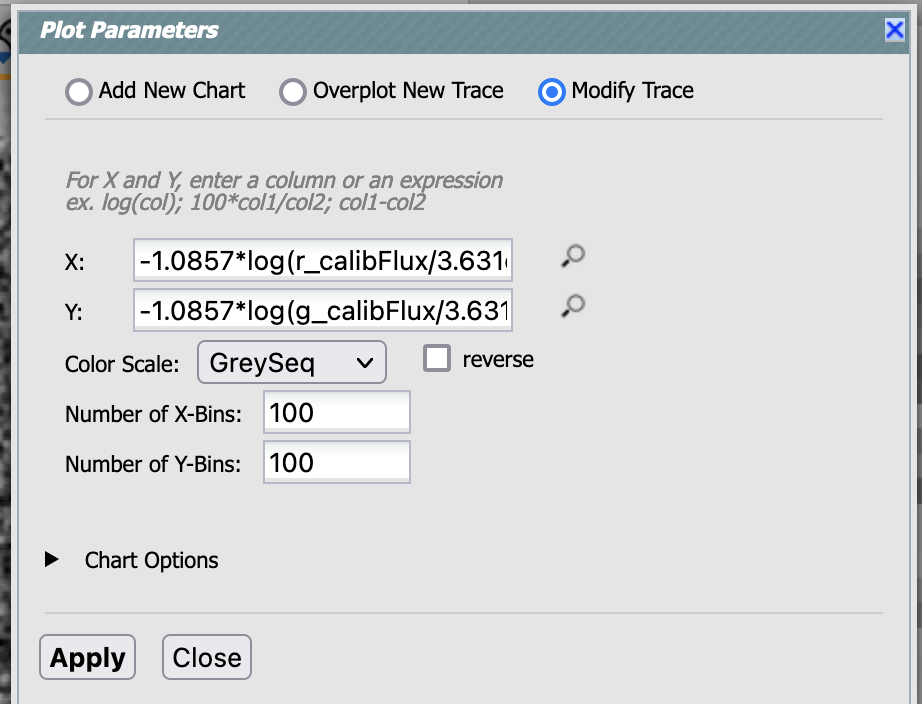 Plot Parameters
Add New Chart Overplot New Trace Modify Trace
For X and Y, enter a column or an expression
ex. log(col); 100*col1/col2; col1-col2
X: -1.0857*log(r_calibFlux/3.631
Y: -1.0857*log(g_calibFlux/3.631
Color Scale: GreySeq reverse
Number of X-Bins: 100
Number of Y-Bins: 100
Chart Options
Apply Close